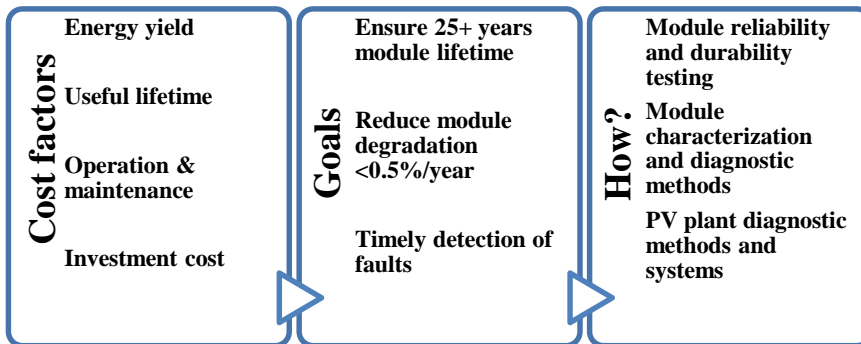 Cost factors
Energy yield
Useful lifetime
Operation &
maintenance
Investment cost
Goals
Ensure 25+ years
module lifetime
Reduce module
degradation
<0.5%/year
Timely detection of
faults
How?
Module reliability
and durability
testing
Module
characterization
and diagnostic
methods
PV plant diagnostic
methods and
systems